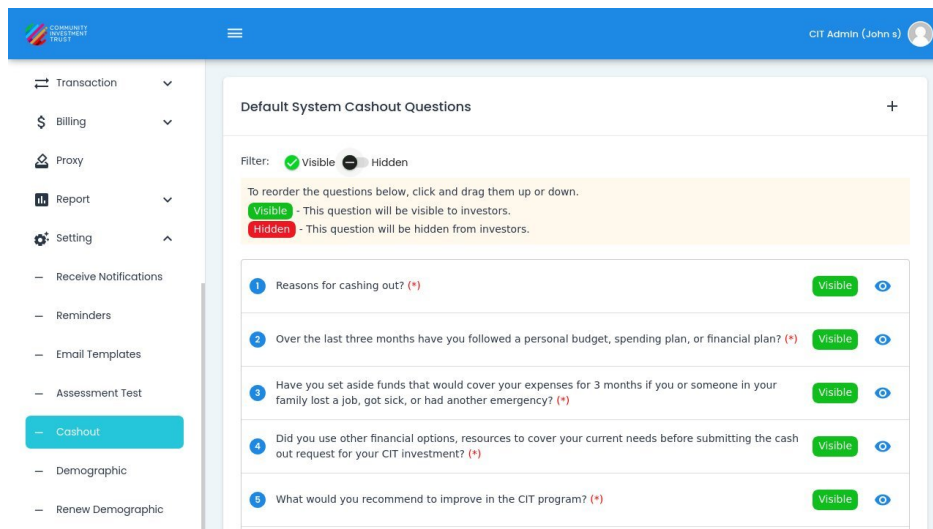 COMMUNITY
INVESTMENT
TRUST
CIT Admin (John s)
Transaction
Billing
Proxy
Report
Setting
Receive Notifications
Reminders
Email Templates
Assessment Test
Cashout
Demographic
Renew Demographic
Default System Cashout Questions
Filter: Visible Hidden
To reorder the questions below, click and drag them up or down.
Visible - This question will be visible to investors.
Hidden - This question will be hidden from investors.
1 Reasons for cashing out? (*) Visible
2 Over the last three months have you followed a personal budget, spending plan, or financial plan? (*) Visible
3 Have you set aside funds that would cover your expenses for 3 months if you or someone in your
family lost a job, got sick, or had another emergency? (*) Visible
4 Did you use other financial options, resources to cover your current needs before submitting the cash
out request for your CIT investment? (*) Visible
5 What would you recommend to improve in the CIT program? (*) Visible